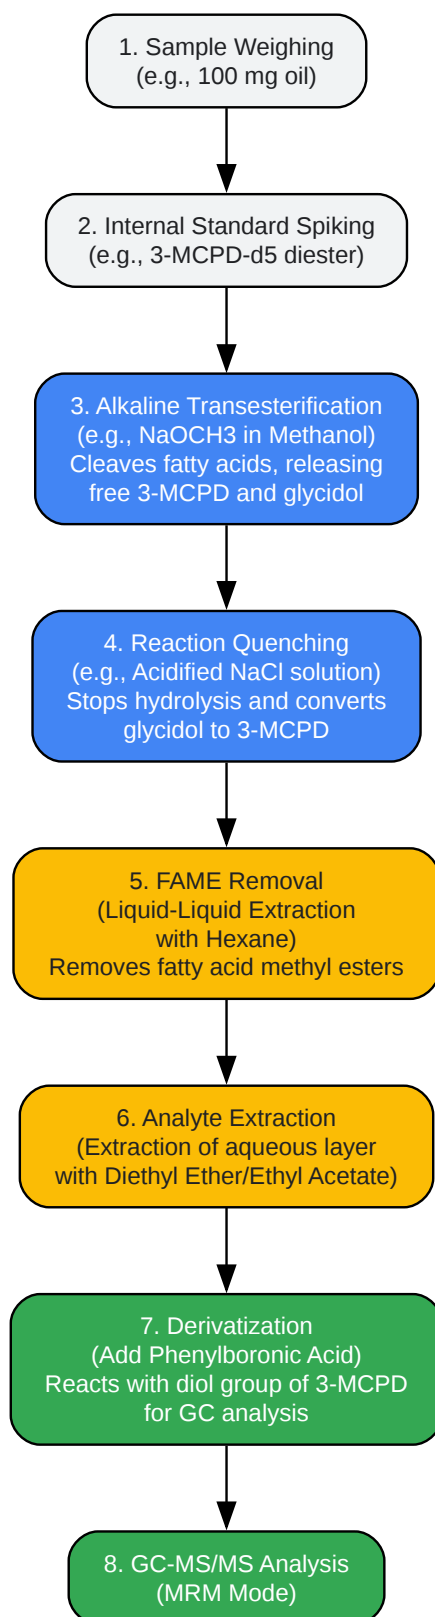 1. Sample Weighing
(e.g., 100 mg oil)
2. Internal Standard Spiking
(e.g., 3-MCPD-d5 diester)
3. Alkaline Transesterification
(e.g., NaOCH3 in Methanol)
Cleaves fatty acids, releasing
free 3-MCPD and glycidol
4. Reaction Quenching
(e.g., Acidified NaCl solution)
Stops hydrolysis and converts
glycidol to 3-MCPD
5. FAME Removal
(Liquid-Liquid Extraction
with Hexane)
Removes fatty acid methyl esters
6. Analyte Extraction
(Extraction of aqueous layer
with Diethyl Ether/Ethyl Acetate)
7. Derivatization
(Add Phenylboronic Acid)
Reacts with diol group of 3-MCPD
for GC analysis
8. GC-MS/MS Analysis
(MRM Mode)